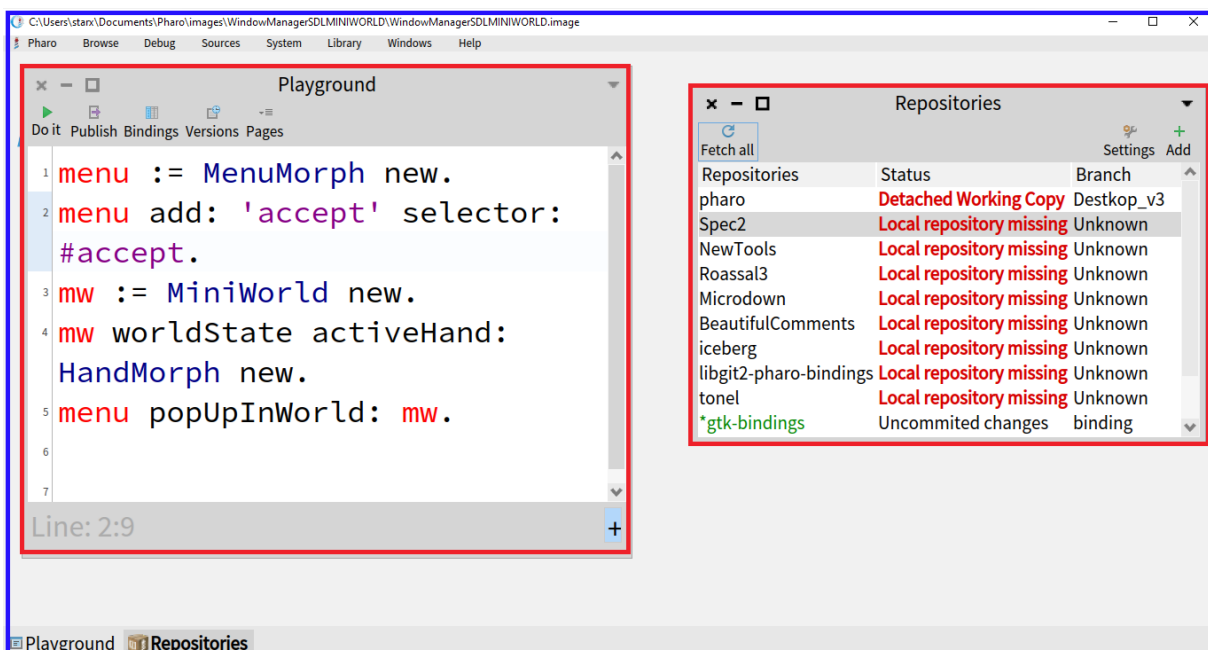 C:\Users\starx\Documents\Pharo\images\WindowManagerSDLMINIWORLD\WindowManagerSDLMINIWORLD.image
Pharo Browse Debug Sources System Library Windows Help
Playground
Do it Publish Bindings Versions Pages
1 menu := MenuMorph new.
2 menu add: 'accept' selector:
#accept.
3 mw := MiniWorld new.
4 mw worldState activeHand:
HandMorph new.
5 menu popUpInWorld: mw.
6
7
Line: 2:9 +
Repositories
Fetch all Settings Add
Repositories Status Branch
pharo Detached Working Copy Destkop_v3
Spec2 Local repository missing Unknown
NewTools Local repository missing Unknown
Roassal3 Local repository missing Unknown
Microdown Local repository missing Unknown
BeautifulComments Local repository missing Unknown
iceberg Local repository missing Unknown
libgit2-pharo-bindings Local repository missing Unknown
tonel Local repository missing Unknown
*gtk-bindings Uncommited changes binding
Playground Repositories